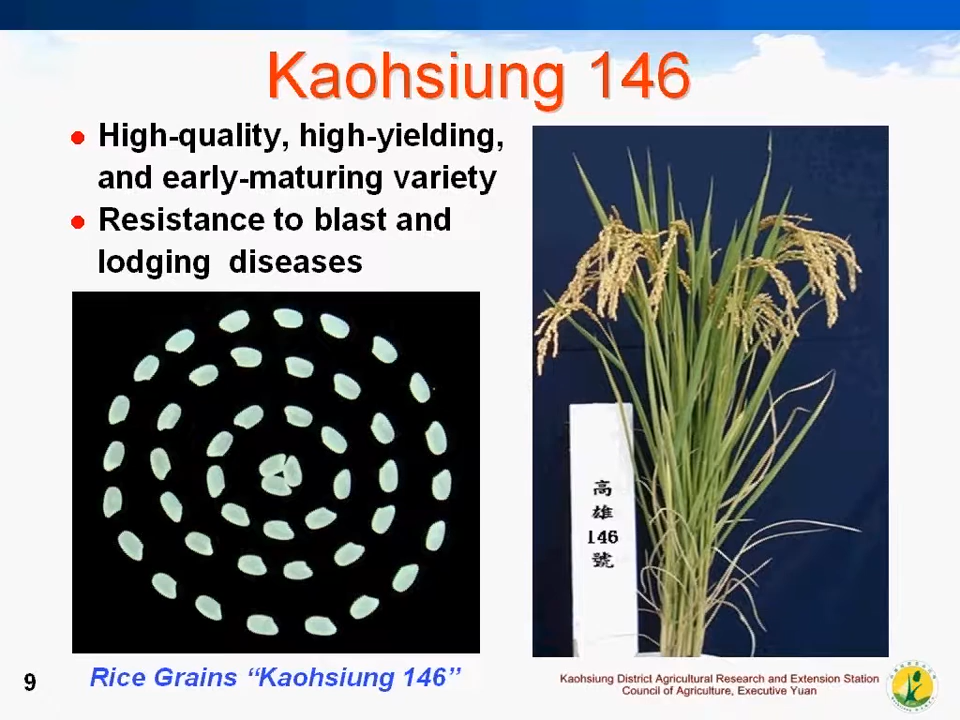 Kaohsiung 146
● High-quality, high-yielding,
and early-maturing variety
● Resistance to blast and
lodging diseases
高
雄
146
號
Rice Grains “Kaohsiung 146”
9
Kaohsiung District Agricultural Research and Extension Station
Council of Agriculture, Executive Yuan